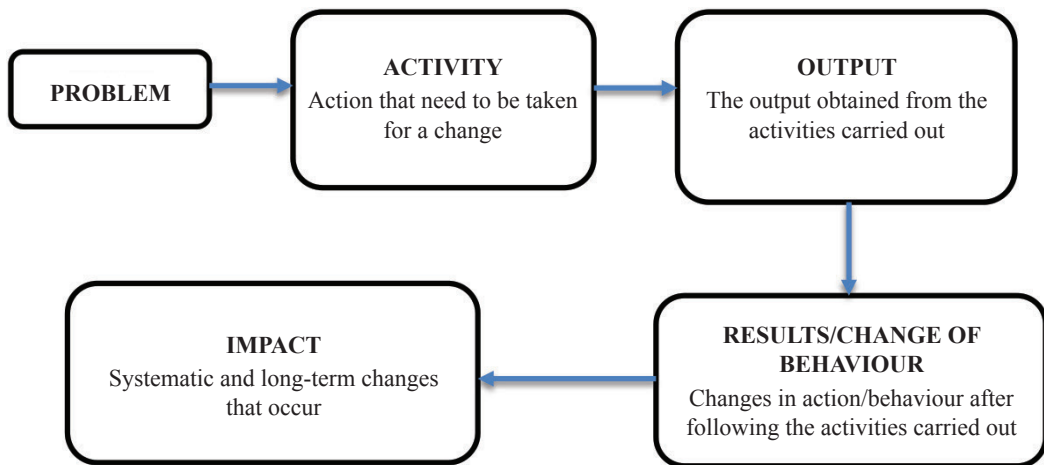 PROBLEM
ACTIVITY
Action that need to be taken
for a change
OUTPUT
The output obtained from the
activities carried out
RESULTS/CHANGE OF
BEHAVIOUR
Changes in action/behaviour after
following the activities carried out
IMPACT
Systematic and long-term changes
that occur